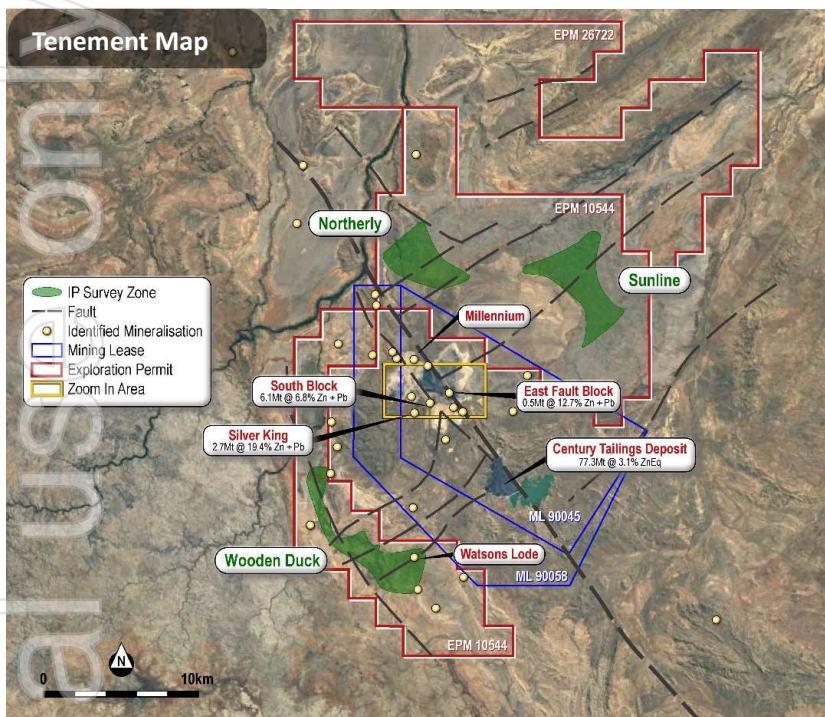 Tenement Map
EPM 26722
EPM 10544
Northerly
Sunline
IP Survey Zone
Fault
Identified Mineralisation
Mining Lease
Exploration Permit
Zoom In Area
Millennium
South Block
6.1Mt @ 6.8% Zn + Pb
East Fault Block
0.5Mt @ 12.7% Zn + Pb
Silver King
2.7Mt @ 19.4% Zn + Pb
Century Tailings Deposit
77.3Mt @ 3.1% ZnEq
ML 90045
Wooden Duck
Watsons Lode
ML 90058
EPM 10544
N
0 10km
al use only